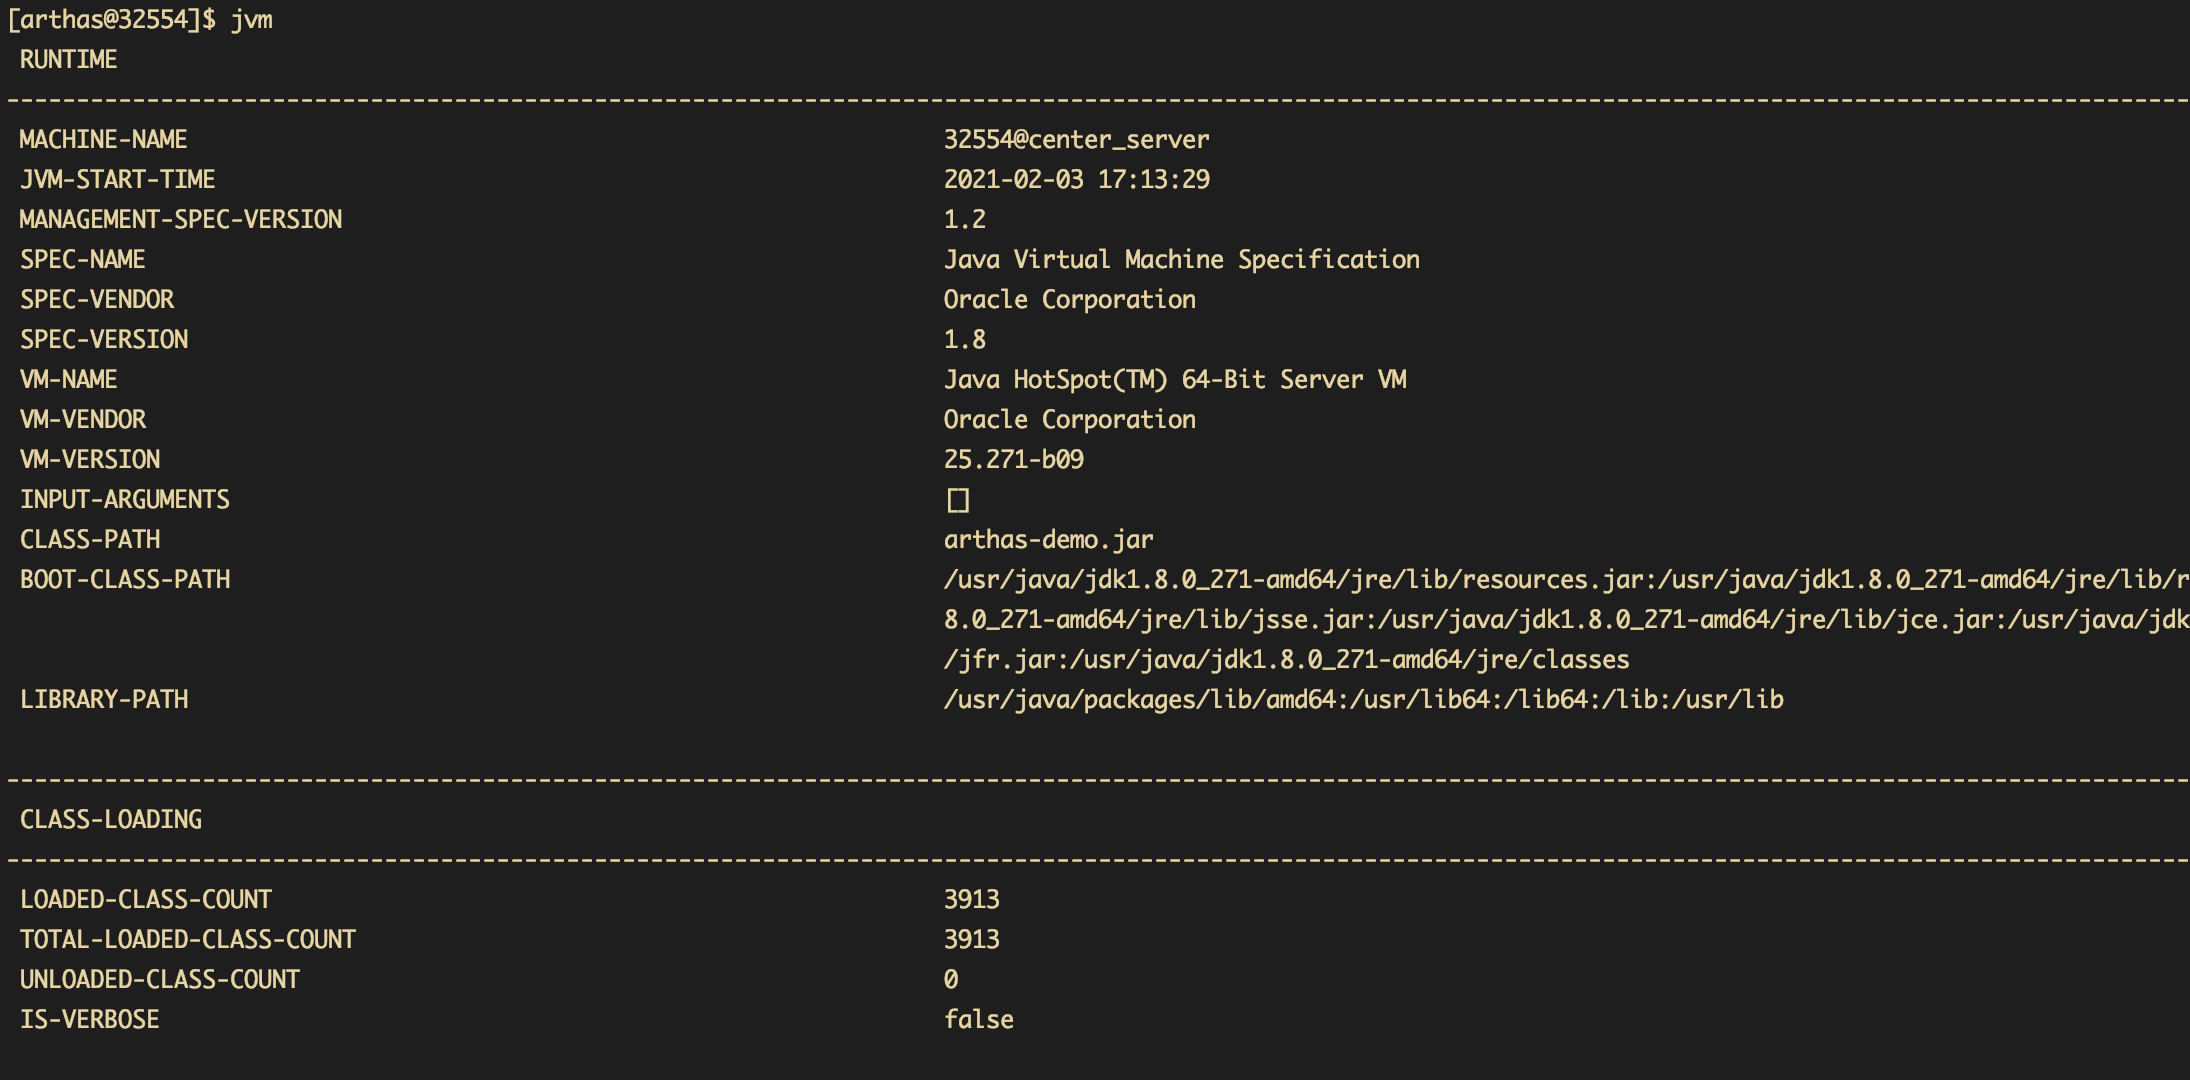 [arthas@32554]$ jvm
RUNTIME
--------------------------------------------------------------------------------------------------------------------------------------------------------------
MACHINE-NAME 32554@center_server
JVM-START-TIME 2021-02-03 17:13:29
MANAGEMENT-SPEC-VERSION 1.2
SPEC-NAME Java Virtual Machine Specification
SPEC-VENDOR Oracle Corporation
SPEC-VERSION 1.8
VM-NAME Java HotSpot(TM) 64-Bit Server VM
VM-VENDOR Oracle Corporation
VM-VERSION 25.271-b09
INPUT-ARGUMENTS []
CLASS-PATH arthas-demo.jar
BOOT-CLASS-PATH /usr/java/jdk1.8.0_271-amd64/jre/lib/resources.jar:/usr/java/jdk1.8.0_271-amd64/jre/lib/r
8.0_271-amd64/jre/lib/jsse.jar:/usr/java/jdk1.8.0_271-amd64/jre/lib/jce.jar:/usr/java/jdk
/jfr.jar:/usr/java/jdk1.8.0_271-amd64/jre/classes
LIBRARY-PATH /usr/java/packages/lib/amd64:/usr/lib64:/lib64:/lib:/usr/lib
--------------------------------------------------------------------------------------------------------------------------------------------------------------
CLASS-LOADING
--------------------------------------------------------------------------------------------------------------------------------------------------------------
LOADED-CLASS-COUNT 3913
TOTAL-LOADED-CLASS-COUNT 3913
UNLOADED-CLASS-COUNT 0
IS-VERBOSE false